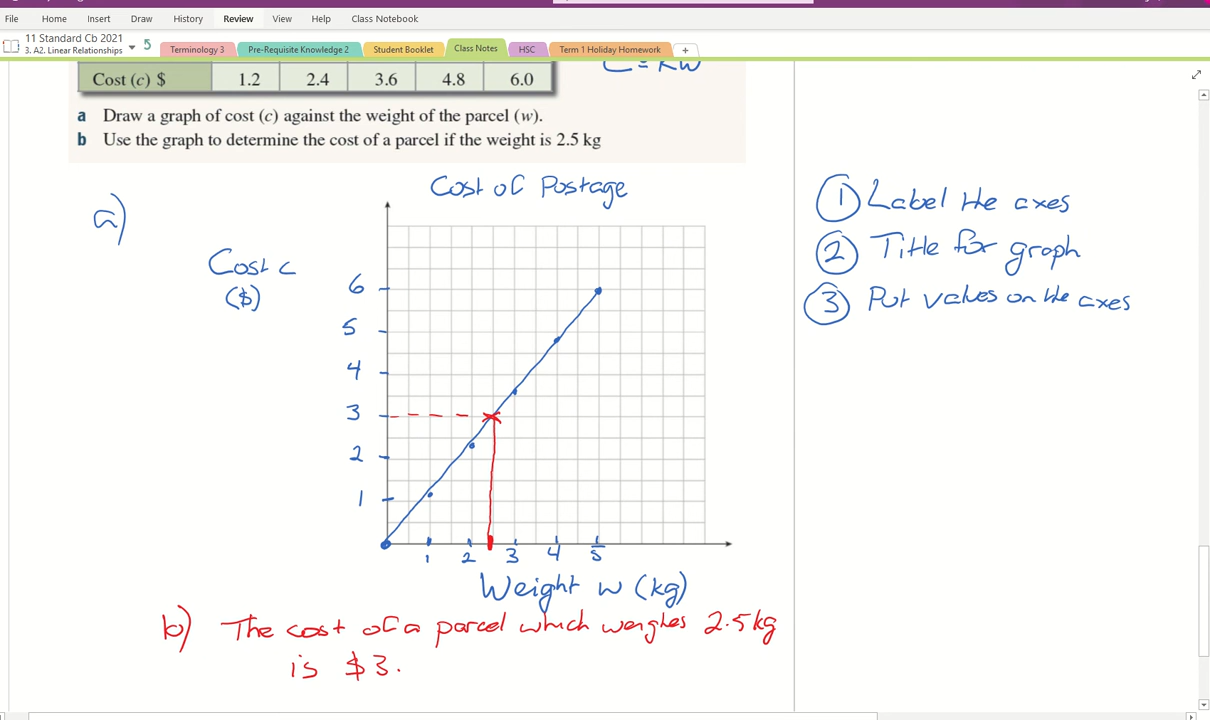 File Home Insert Draw History Review View Help Class Notebook
11 Standard Cb 2021
3. A2. Linear Relationships
Terminology 3 Pre-Requisite Knowledge 2 Student Booklet Class Notes HSC Term 1 Holiday Homework +
Cost (c) $ 1.2 2.4 3.6 4.8 6.0
a Draw a graph of cost (c) against the weight of the parcel (w).
b Use the graph to determine the cost of a parcel if the weight is 2.5 kg
a)
Cost of Postage
Cost c
($)
6
5
4
3
2
1
1 2 3 4 5
Weight w (kg)
b) The cost of a parcel which weighes 2.5kg
is $3.
1 Label the axes
2 Title for graph
3 Put values on the axes